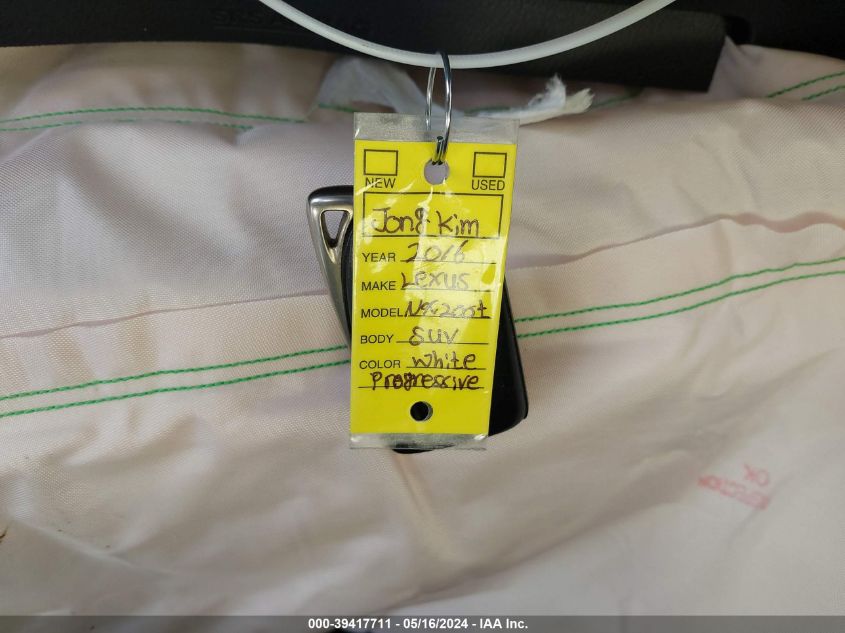 NEW USED
Jon & Kim
YEAR 2016
MAKE Lexus
MODEL NX200t
BODY SUV
COLOR White
Progressive
OK
000-39417711 - 05/16/2024 - IAA Inc.